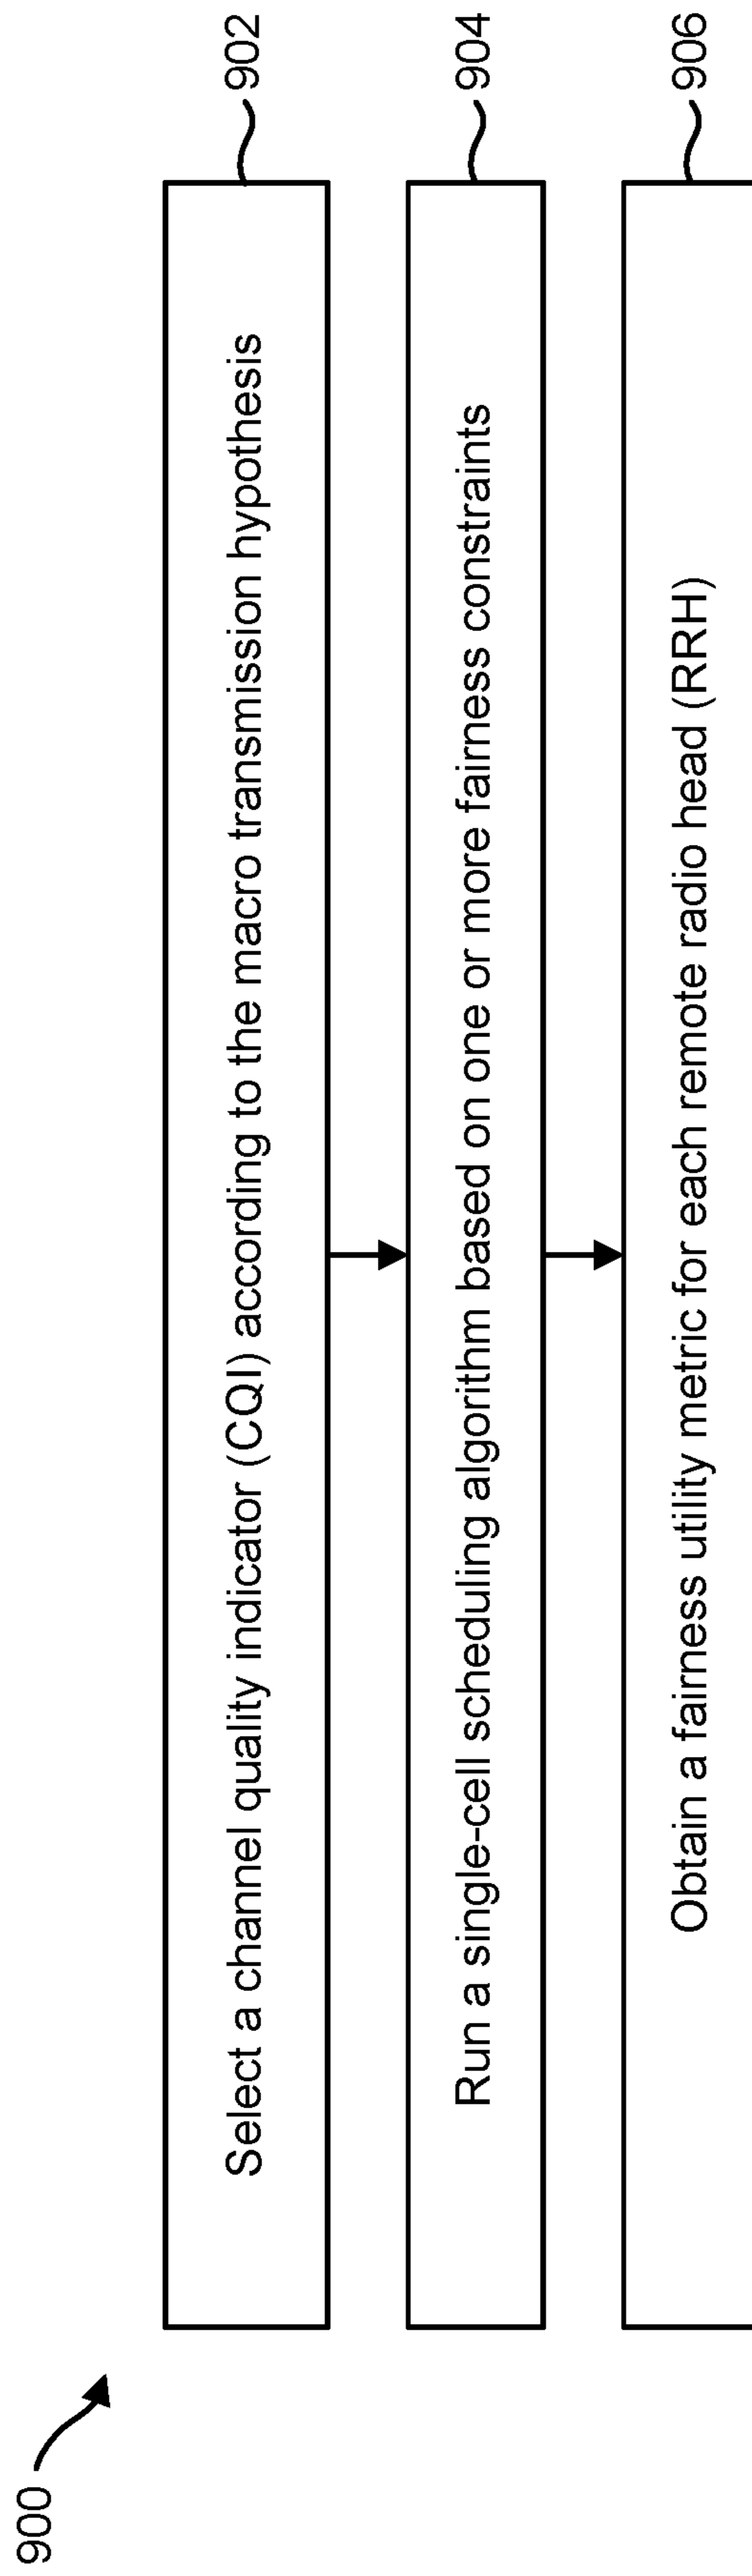 900
Select a channel quality indicator (CQI) according to the macro transmission hypothesis
902
Run a single-cell scheduling algorithm based on one or more fairness constraints
904
Obtain a fairness utility metric for each remote radio head (RRH)
906